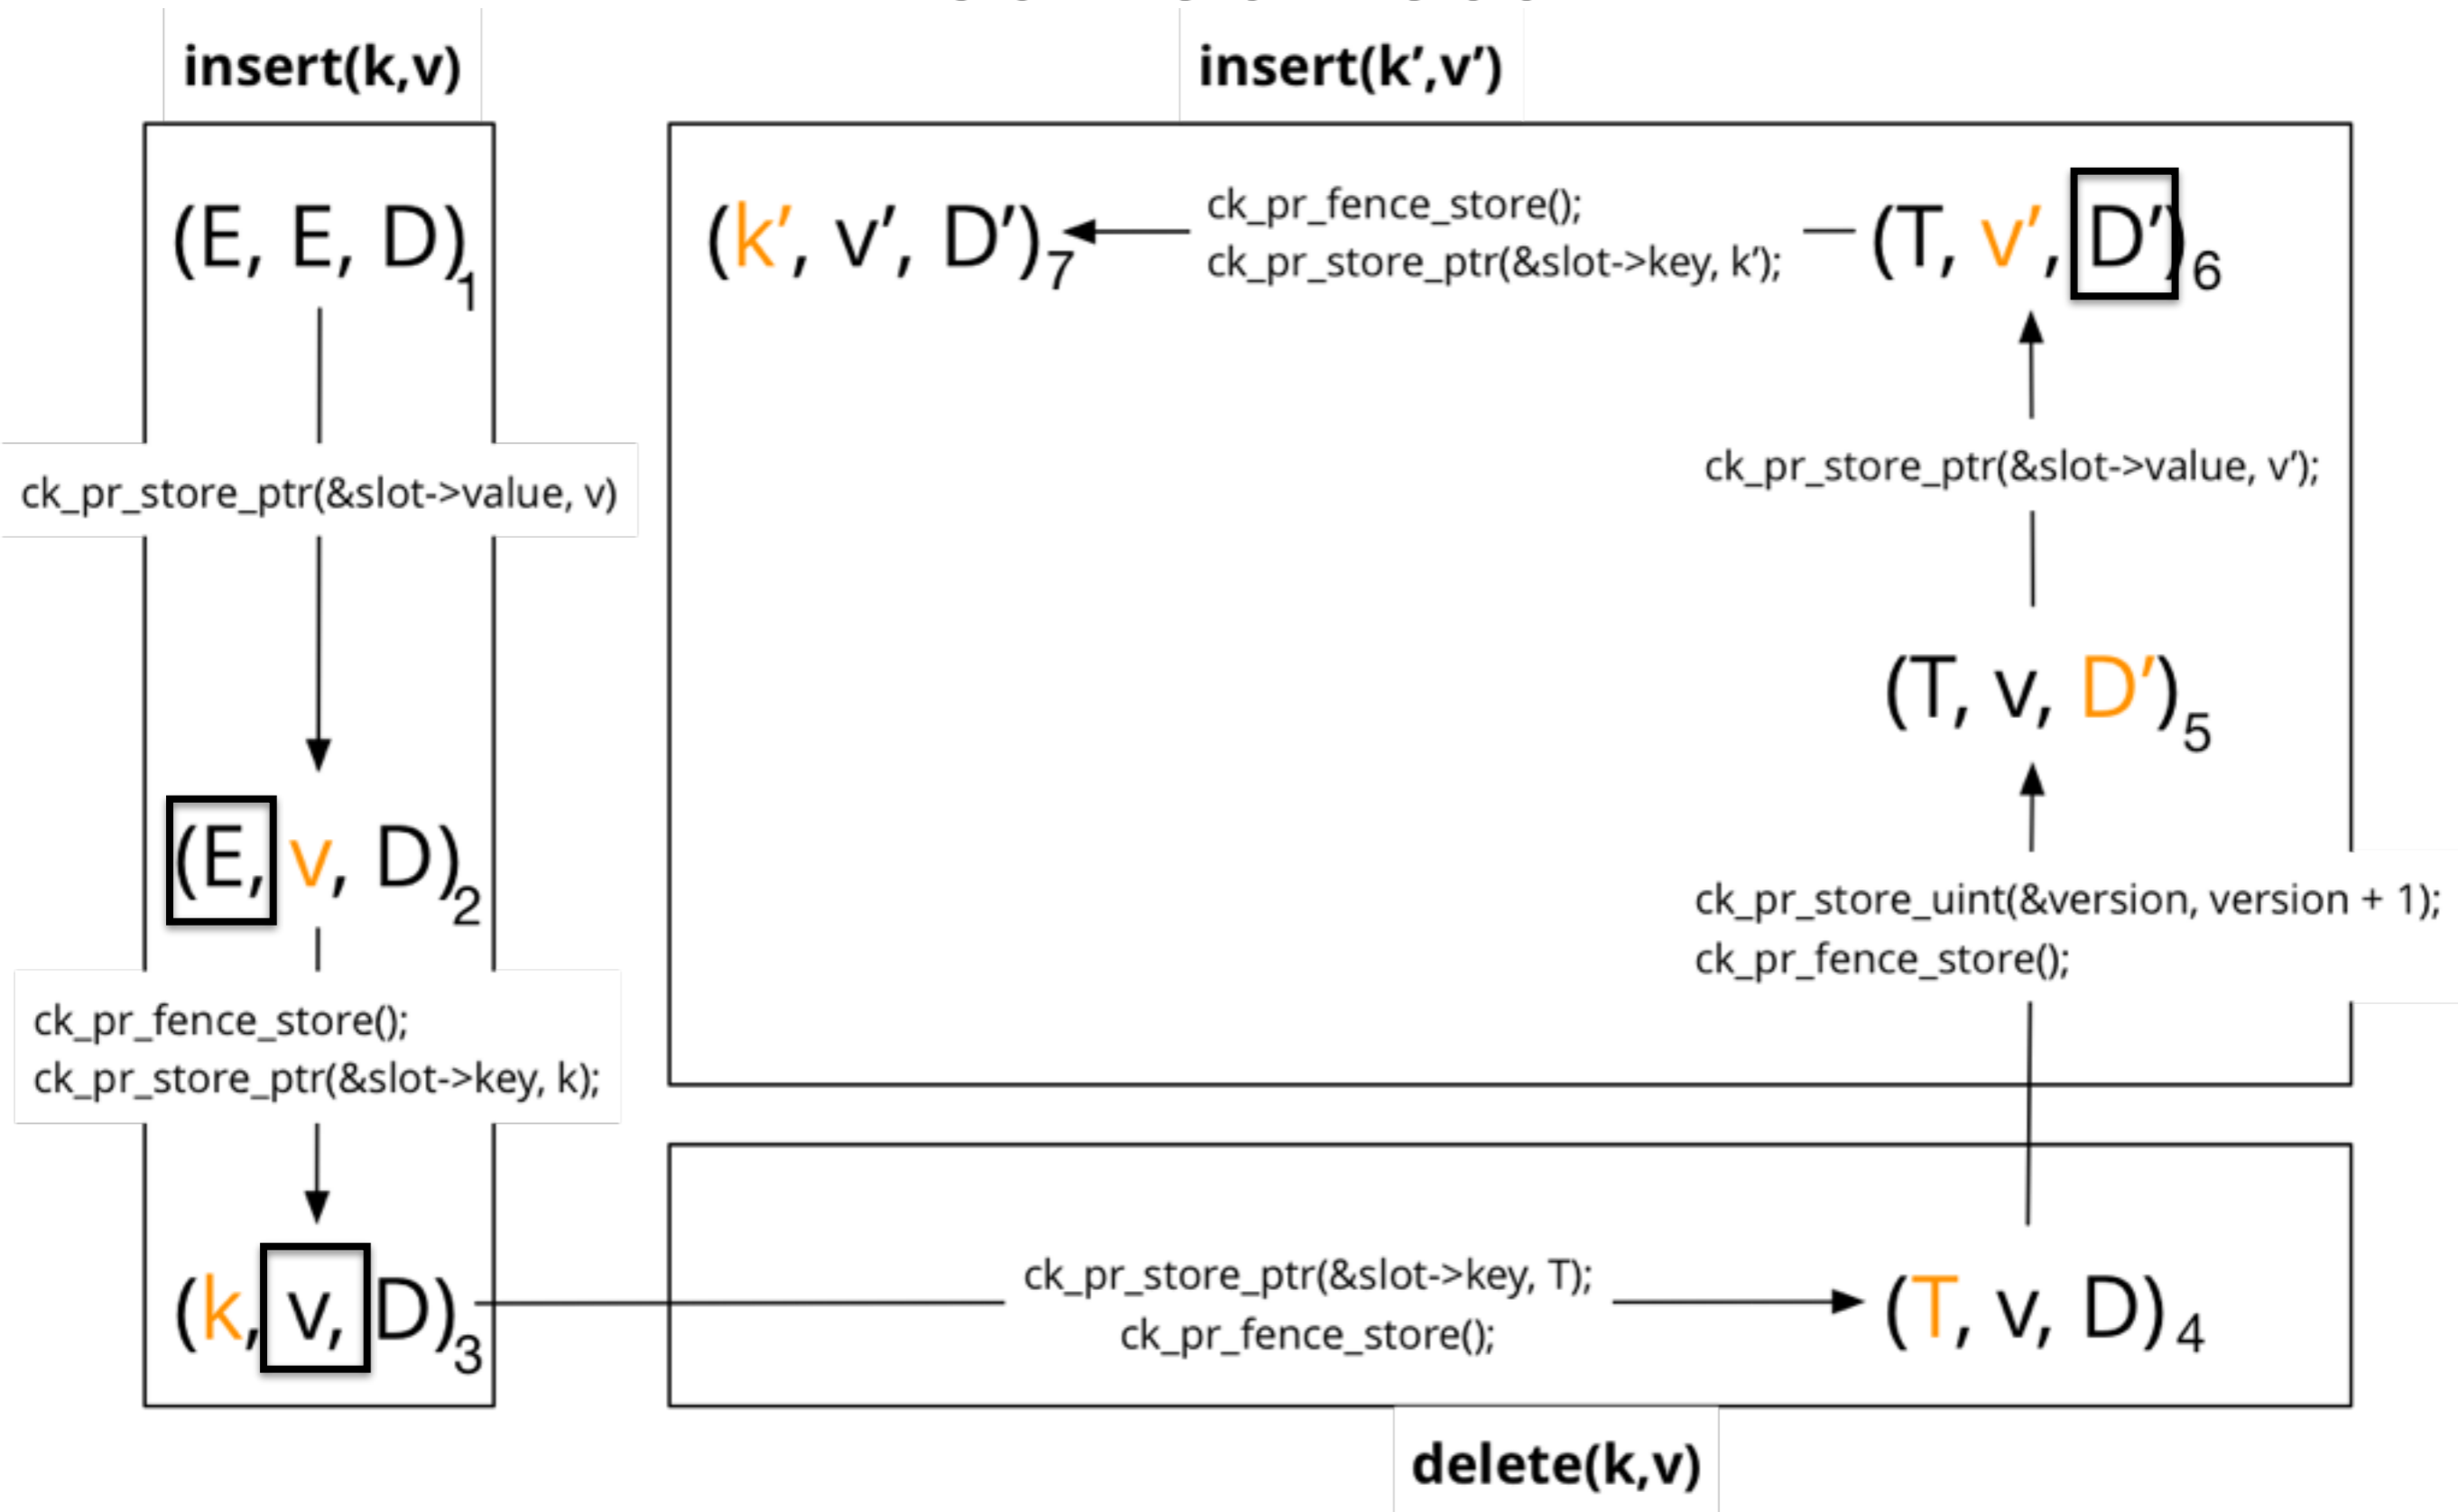 insert(k,v)
insert(k’,v’)
(E, E, D)1
(k’, v’, D’)7
ck_pr_fence_store();
ck_pr_store_ptr(&slot->key, k’);
(T, v’, D’)6
ck_pr_store_ptr(&slot->value, v)
ck_pr_store_ptr(&slot->value, v’);
(T, v, D’)5
(E, v, D)2
ck_pr_store_uint(&version, version + 1);
ck_pr_fence_store();
ck_pr_fence_store();
ck_pr_store_ptr(&slot->key, k);
(k, v, D)3
ck_pr_store_ptr(&slot->key, T);
ck_pr_fence_store();
(T, v, D)4
delete(k,v)